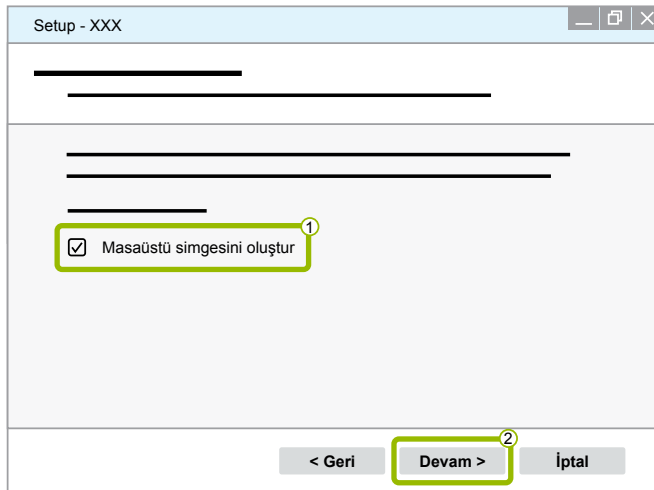 Setup - XXX
1
Masaüstü simgesini oluştur
2
< Geri
Devam >
İptal